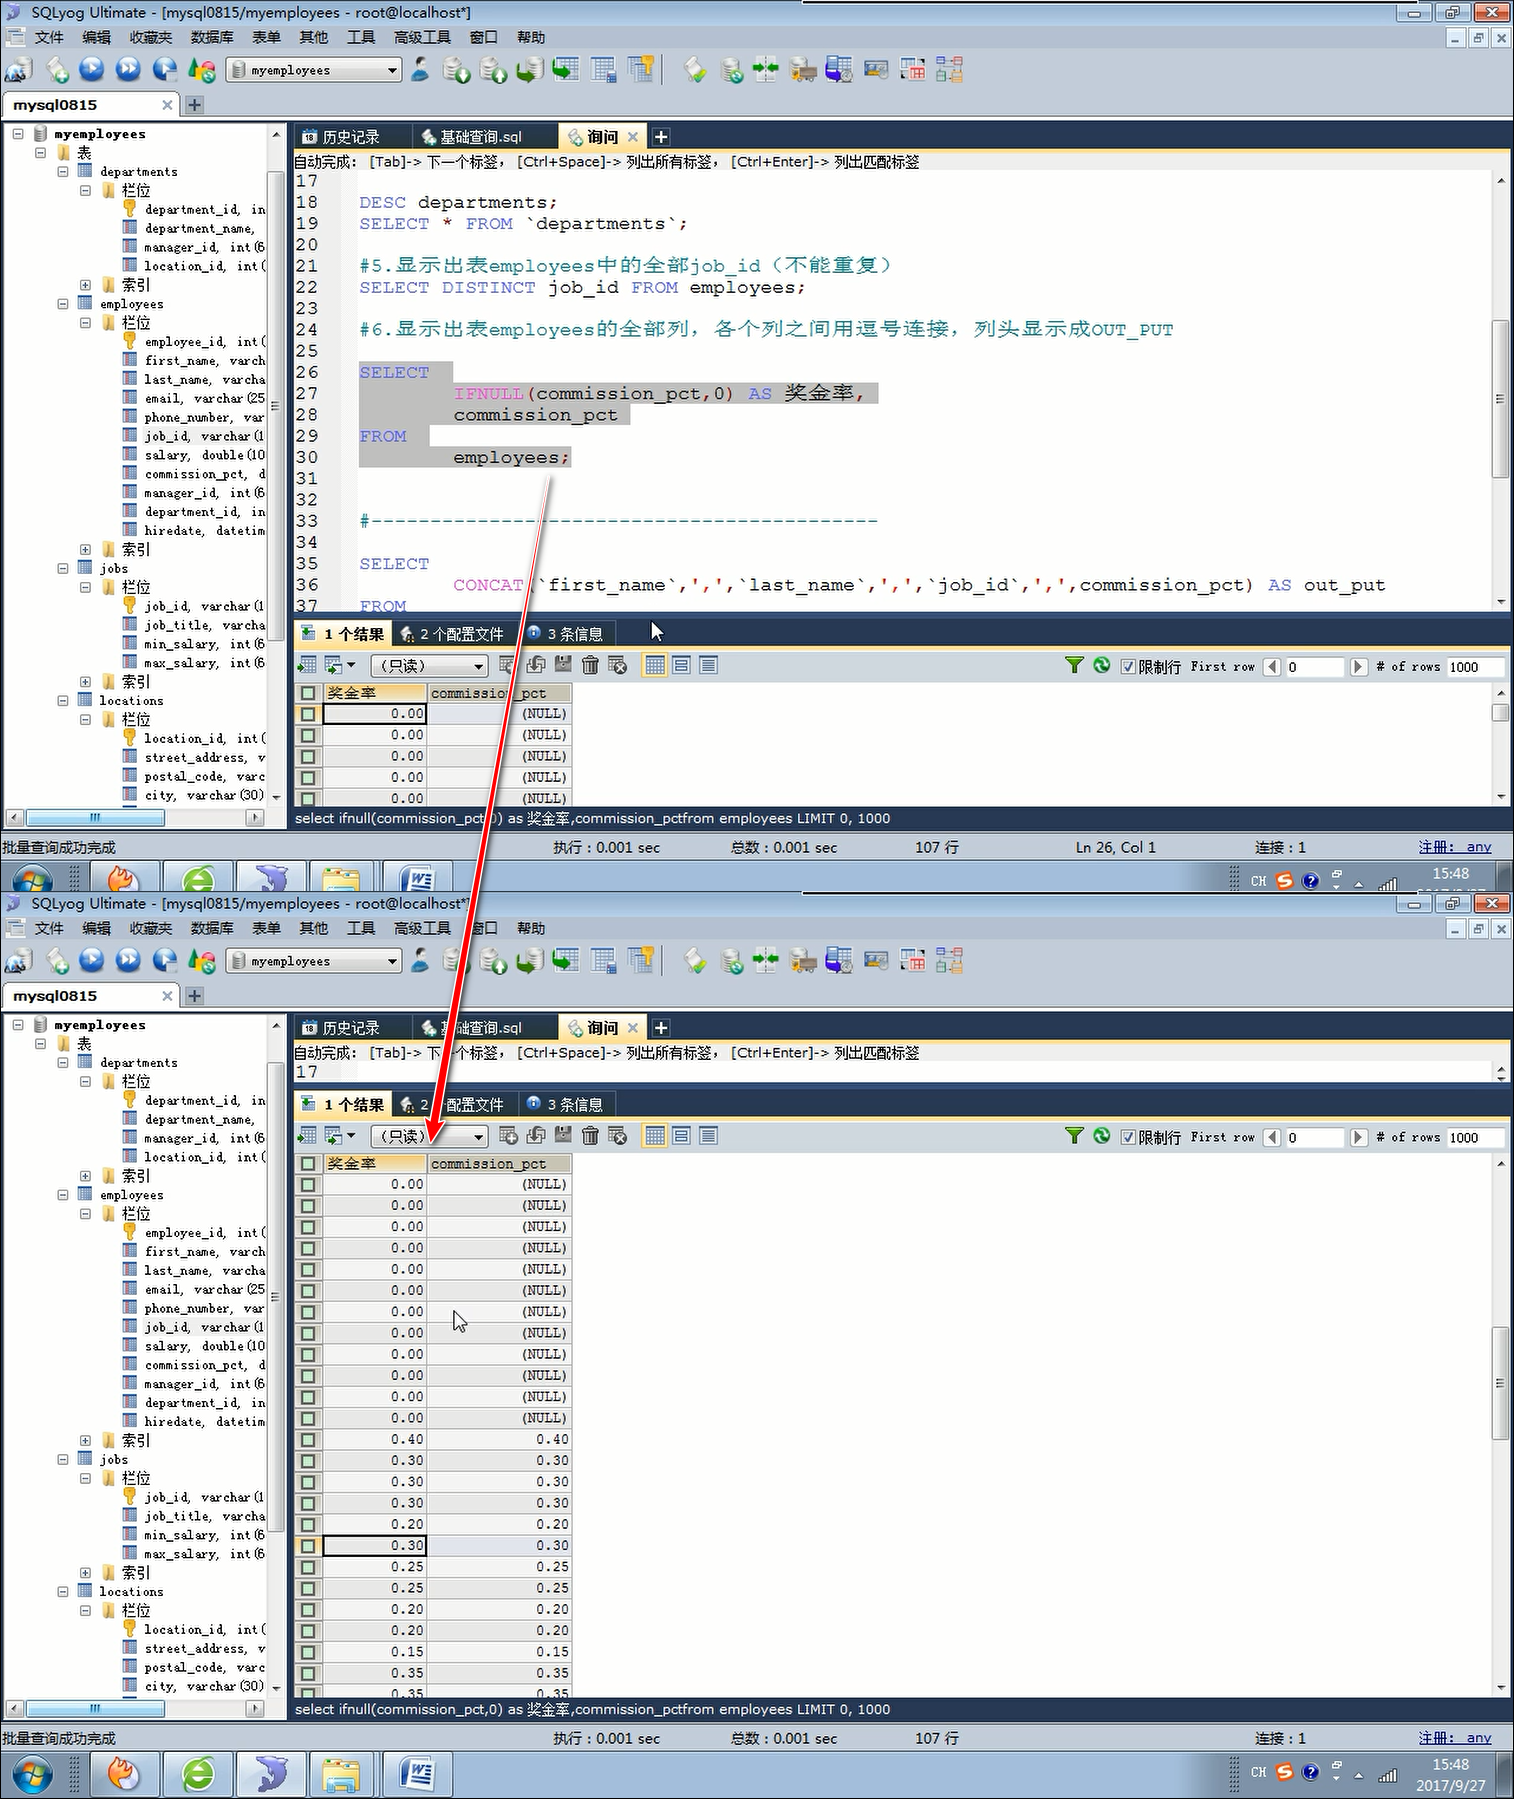 SQLyog Ultimate - [mysql0815/myemployees - root@localhost*]
文件 编辑 收藏夹 数据库 表单 其他 工具 高级工具 窗口 帮助
myemployees
mysql0815
myemployees
表
departments
栏位
department_id, in
department_name,
manager_id, int(6
location_id, int(
索引
employees
栏位
employee_id, int(
first_name, varch
last_name, varcha
email, varchar(25
phone_number, var
job_id, varchar(1
salary, double(10
commission_pct, d
manager_id, int(6
department_id, in
hiredate, datetim
索引
jobs
栏位
job_id, varchar(1
job_title, varcha
min_salary, int(6
max_salary, int(6
索引
locations
栏位
location_id, int(
street_address, v
postal_code, varc
city, varchar(30)
历史记录 基础查询.sql 询问
自动完成: [Tab]-> 下一个标签, [Ctrl+Space]-> 列出所有标签, [Ctrl+Enter]-> 列出匹配标签
17
18 DESC departments;
19 SELECT * FROM `departments`;
20
21 #5.显示出表employees中的全部job_id（不能重复）
22 SELECT DISTINCT job_id FROM employees;
23
24 #6.显示出表employees的全部列，各个列之间用逗号连接，列头显示成OUT_PUT
25
26 SELECT
27 IFNULL(commission_pct,0) AS 奖金率,
28 commission_pct
29 FROM
30 employees;
31
32
33 #-------------------------------------------
34
35 SELECT
36 CONCAT(`first_name`,',',`last_name`,',',`job_id`,',',commission_pct) AS out_put
37 FROM
1 个结果 2 个配置文件 3 条信息
（只读） 限制行 First row 0 # of rows 1000
奖金率 commission_pct
0.00 (NULL)
0.00 (NULL)
0.00 (NULL)
0.00 (NULL)
0.00 (NULL)
select ifnull(commission_pct,0) as 奖金率,commission_pctfrom employees LIMIT 0, 1000
批量查询成功完成 执行 : 0.001 sec 总数 : 0.001 sec 107 行 Ln 26, Col 1 连接 : 1 注册: any
CH 15:48
SQLyog Ultimate - [mysql0815/myemployees - root@localhost*]
文件 编辑 收藏夹 数据库 表单 其他 工具 高级工具 窗口 帮助
myemployees
mysql0815
myemployees
表
departments
栏位
department_id, in
department_name,
manager_id, int(6
location_id, int(
索引
employees
栏位
employee_id, int(
first_name, varch
last_name, varcha
email, varchar(25
phone_number, var
job_id, varchar(1
salary, double(10
commission_pct, d
manager_id, int(6
department_id, in
hiredate, datetim
索引
jobs
栏位
job_id, varchar(1
job_title, varcha
min_salary, int(6
max_salary, int(6
索引
locations
栏位
location_id, int(
street_address, v
postal_code, varc
city, varchar(30)
历史记录 基础查询.sql 询问
自动完成: [Tab]-> 下一个标签, [Ctrl+Space]-> 列出所有标签, [Ctrl+Enter]-> 列出匹配标签
17
1 个结果 2 个配置文件 3 条信息
（只读） 限制行 First row 0 # of rows 1000
奖金率 commission_pct
0.00 (NULL)
0.00 (NULL)
0.00 (NULL)
0.00 (NULL)
0.00 (NULL)
0.00 (NULL)
0.00 (NULL)
0.00 (NULL)
0.00 (NULL)
0.00 (NULL)
0.00 (NULL)
0.00 (NULL)
0.40 0.40
0.30 0.30
0.30 0.30
0.30 0.30
0.20 0.20
0.30 0.30
0.25 0.25
0.25 0.25
0.20 0.20
0.20 0.20
0.15 0.15
0.35 0.35
0.35 0.35
select ifnull(commission_pct,0) as 奖金率,commission_pctfrom employees LIMIT 0, 1000
批量查询成功完成 执行 : 0.001 sec 总数 : 0.001 sec 107 行 连接 : 1 注册: any
CH 15:48
2017/9/27